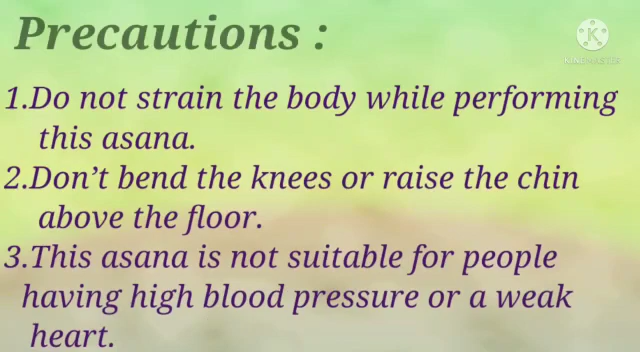 Precautions :
K
KINEMASTER
1.Do not strain the body while performing
this asana.
2.Don’t bend the knees or raise the chin
above the floor.
3.This asana is not suitable for people
having high blood pressure or a weak
heart.